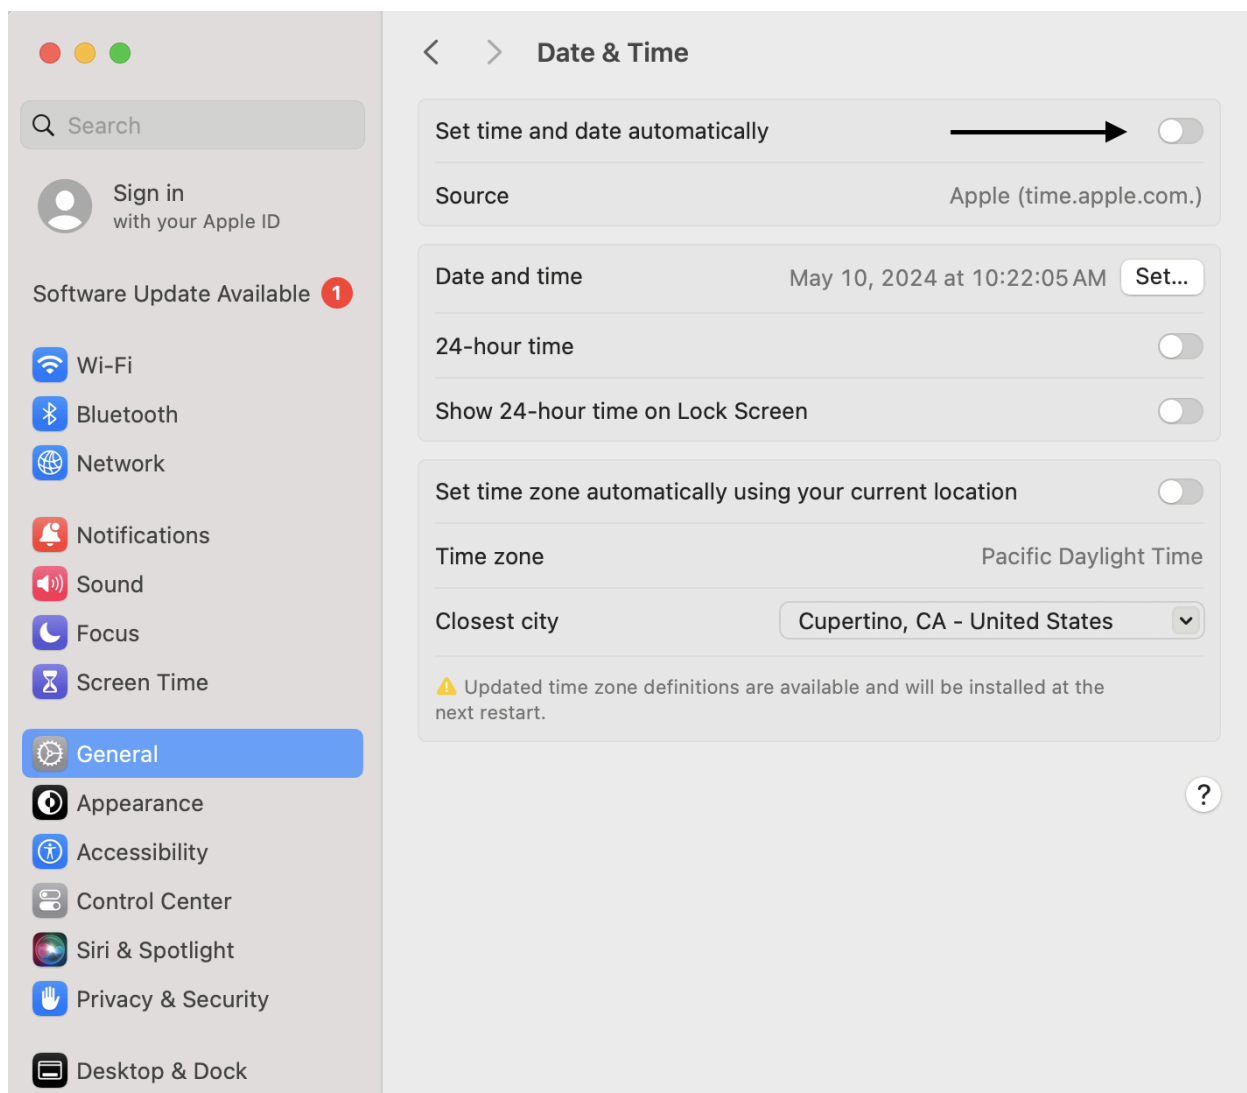 Search
Sign in
with your Apple ID
Software Update Available 1
Wi-Fi
Bluetooth
Network
Notifications
Sound
Focus
Screen Time
General
Appearance
Accessibility
Control Center
Siri & Spotlight
Privacy & Security
Desktop & Dock
Date & Time
Set time and date automatically
Source Apple (time.apple.com.)
Date and time May 10, 2024 at 10:22:05 AM Set...
24-hour time
Show 24-hour time on Lock Screen
Set time zone automatically using your current location
Time zone Pacific Daylight Time
Closest city Cupertino, CA - United States
Updated time zone definitions are available and will be installed at the
next restart.
?